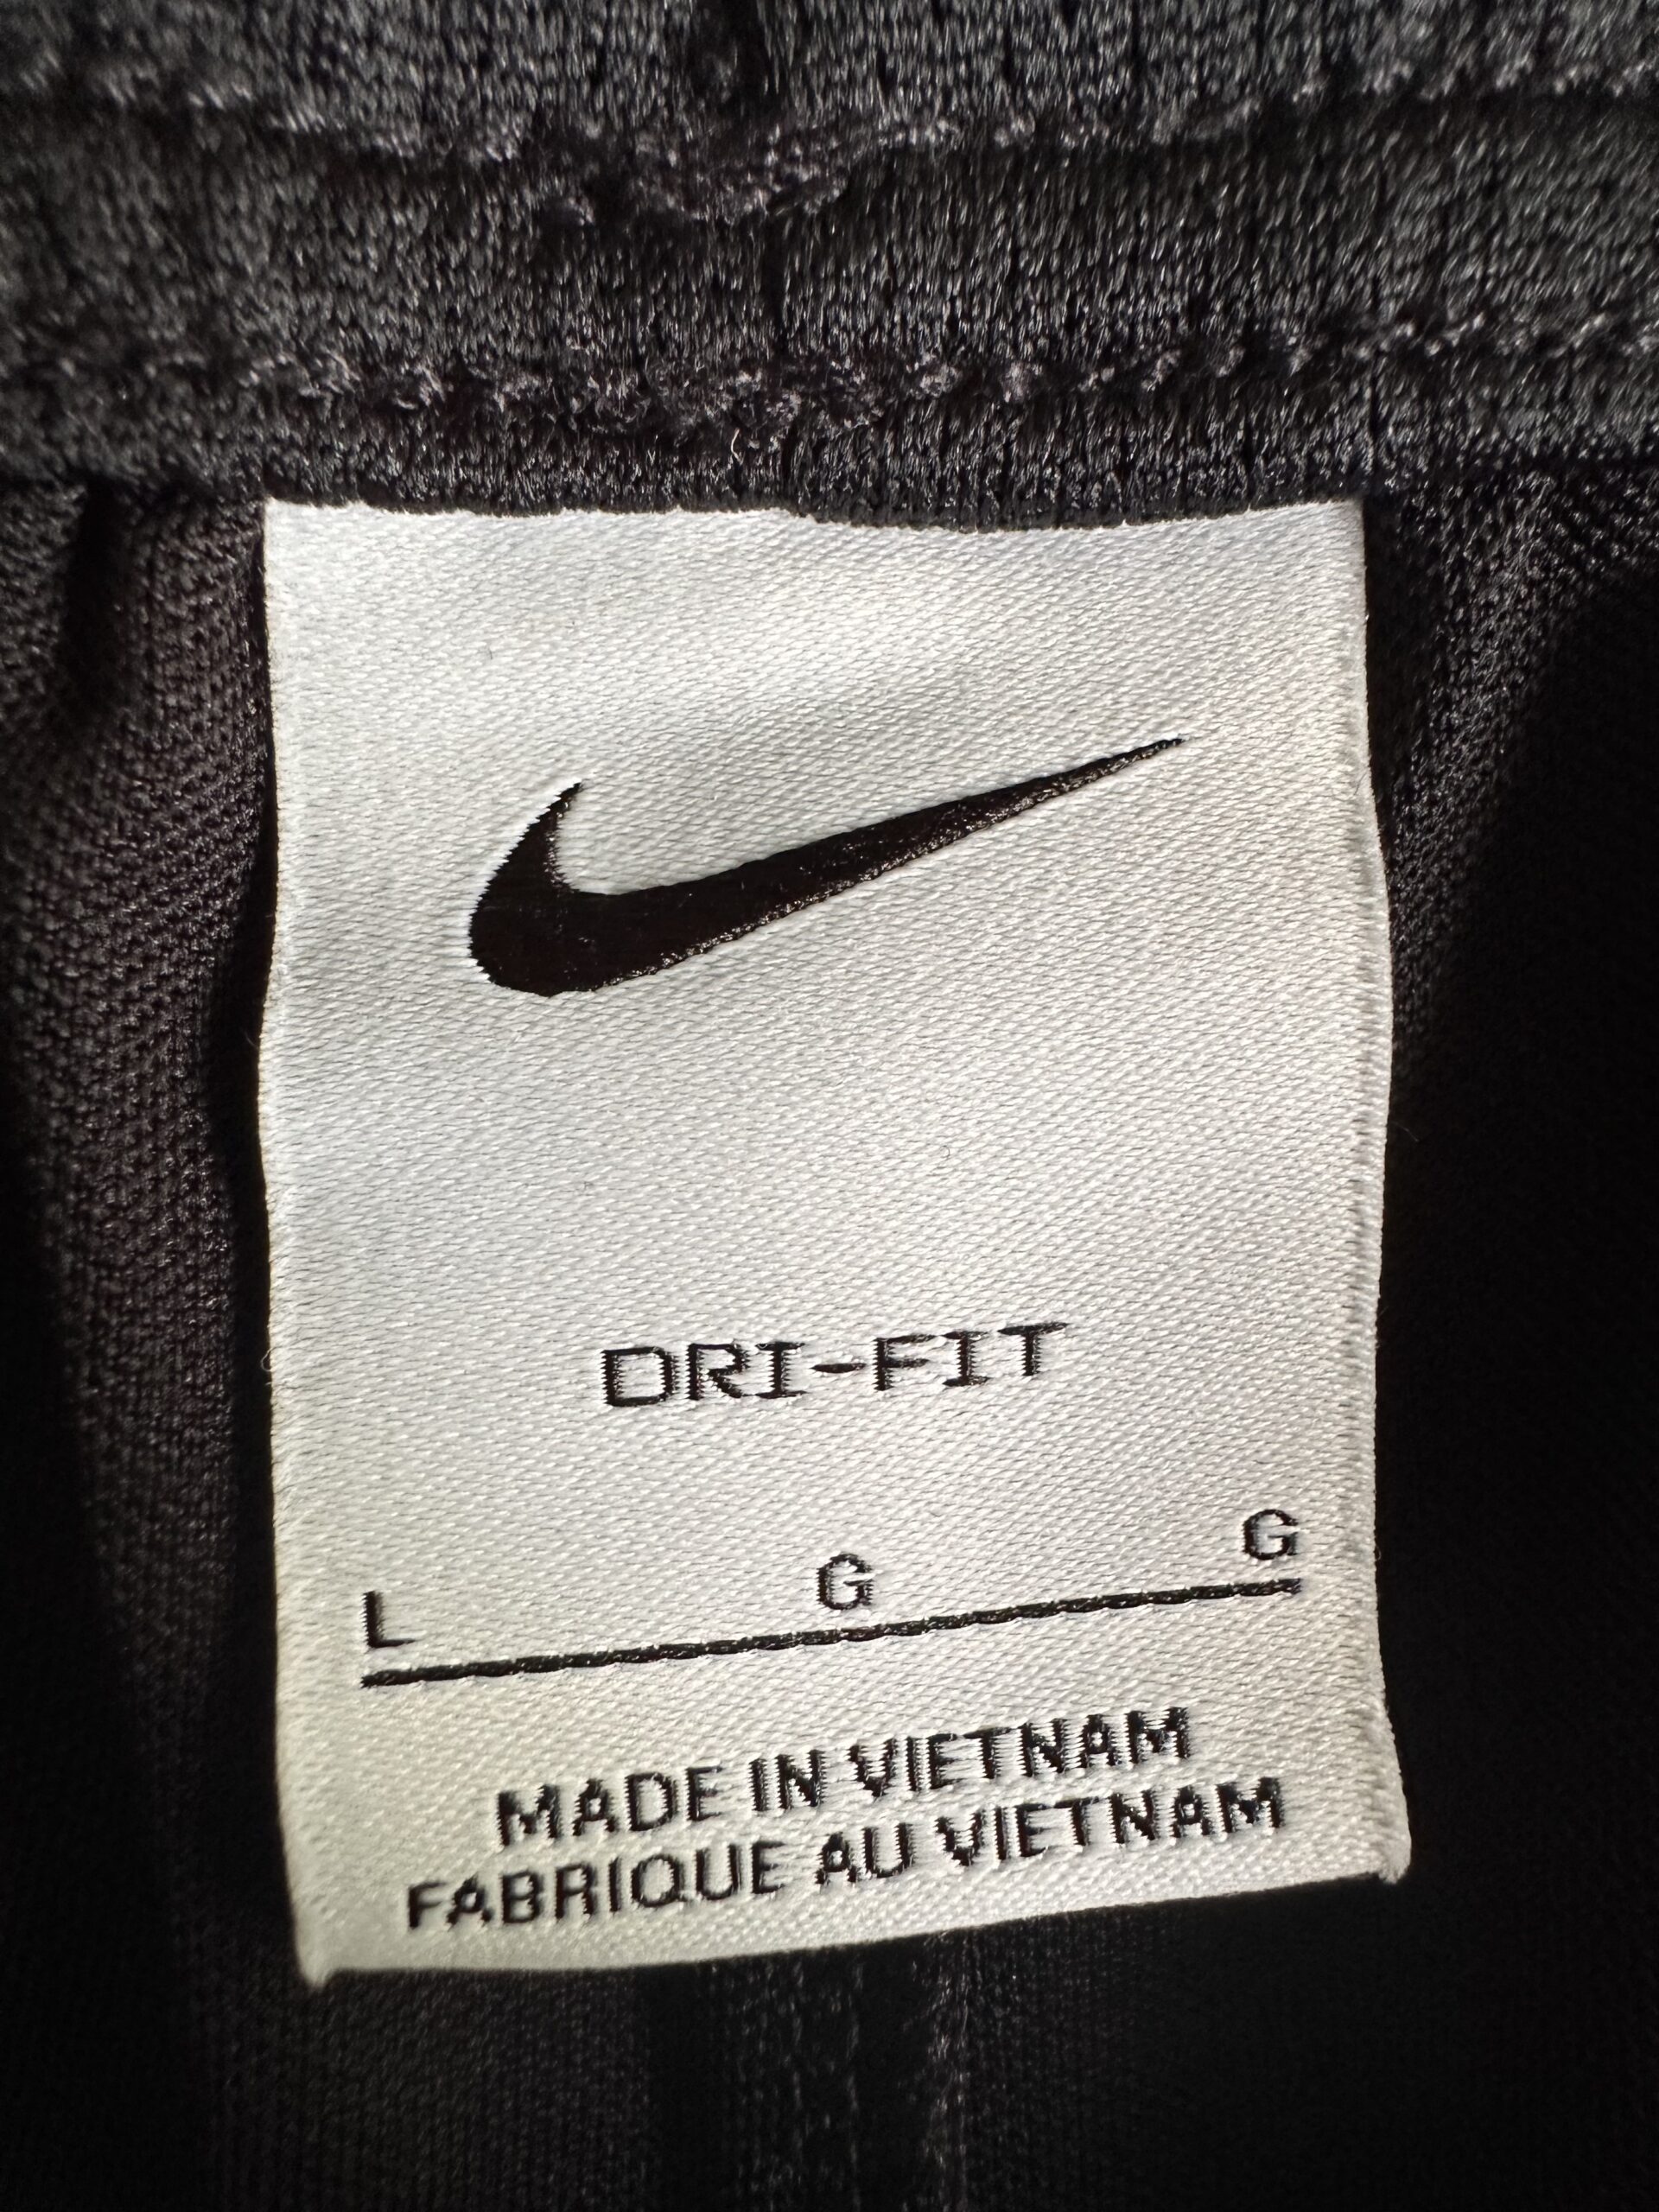 DRI-FIT
L G G
MADE IN VIETNAM
FABRIQUE AU VIETNAM